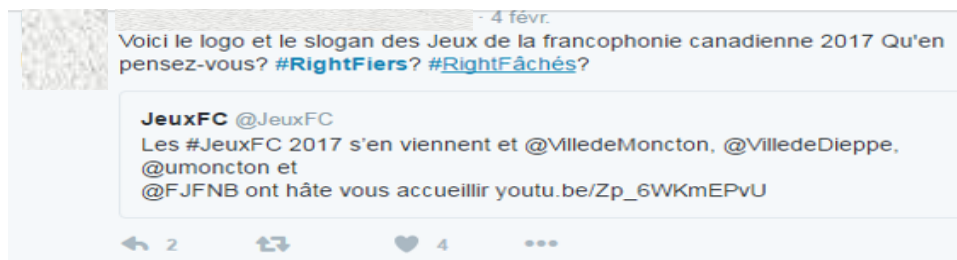 · 4 févr.
Voici le logo et le slogan des Jeux de la francophonie canadienne 2017 Qu'en
pensez-vous? #RightFiers? #RightFâchés?
JeuxFC @JeuxFC
Les #JeuxFC 2017 s'en viennent et @VilledeMoncton, @VilledeDieppe,
@umoncton et
@FJFNB ont hâte vous accueillir youtu.be/Zp_6WKmEPvU
2 4